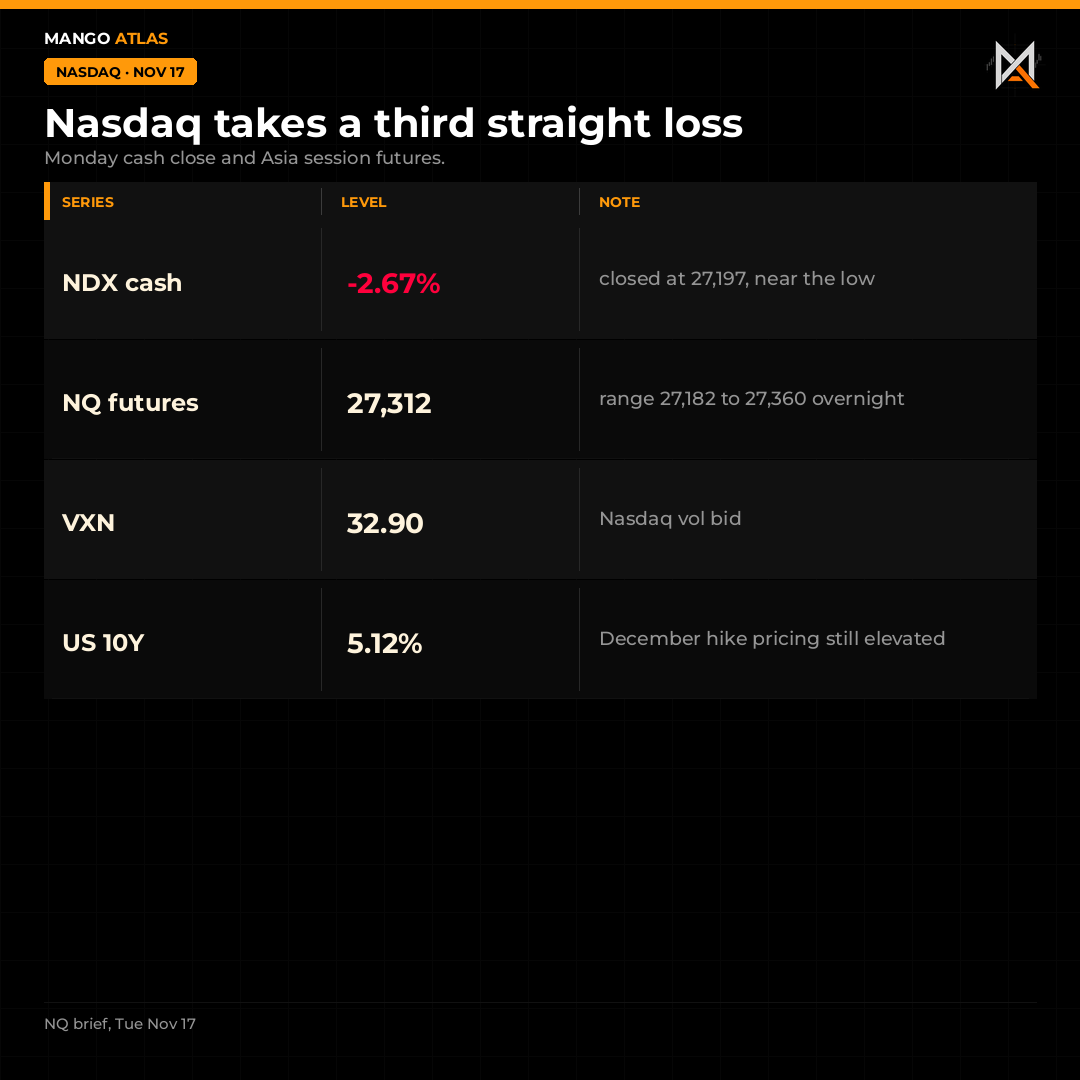 MANGO ATLAS
NASDAQ · NOV 17
Nasdaq takes a third straight loss
Monday cash close and Asia session futures.
SERIES LEVEL NOTE
NDX cash -2.67% closed at 27,197, near the low
NQ futures 27,312 range 27,182 to 27,360 overnight
VXN 32.90 Nasdaq vol bid
US 10Y 5.12% December hike pricing still elevated
NQ brief, Tue Nov 17